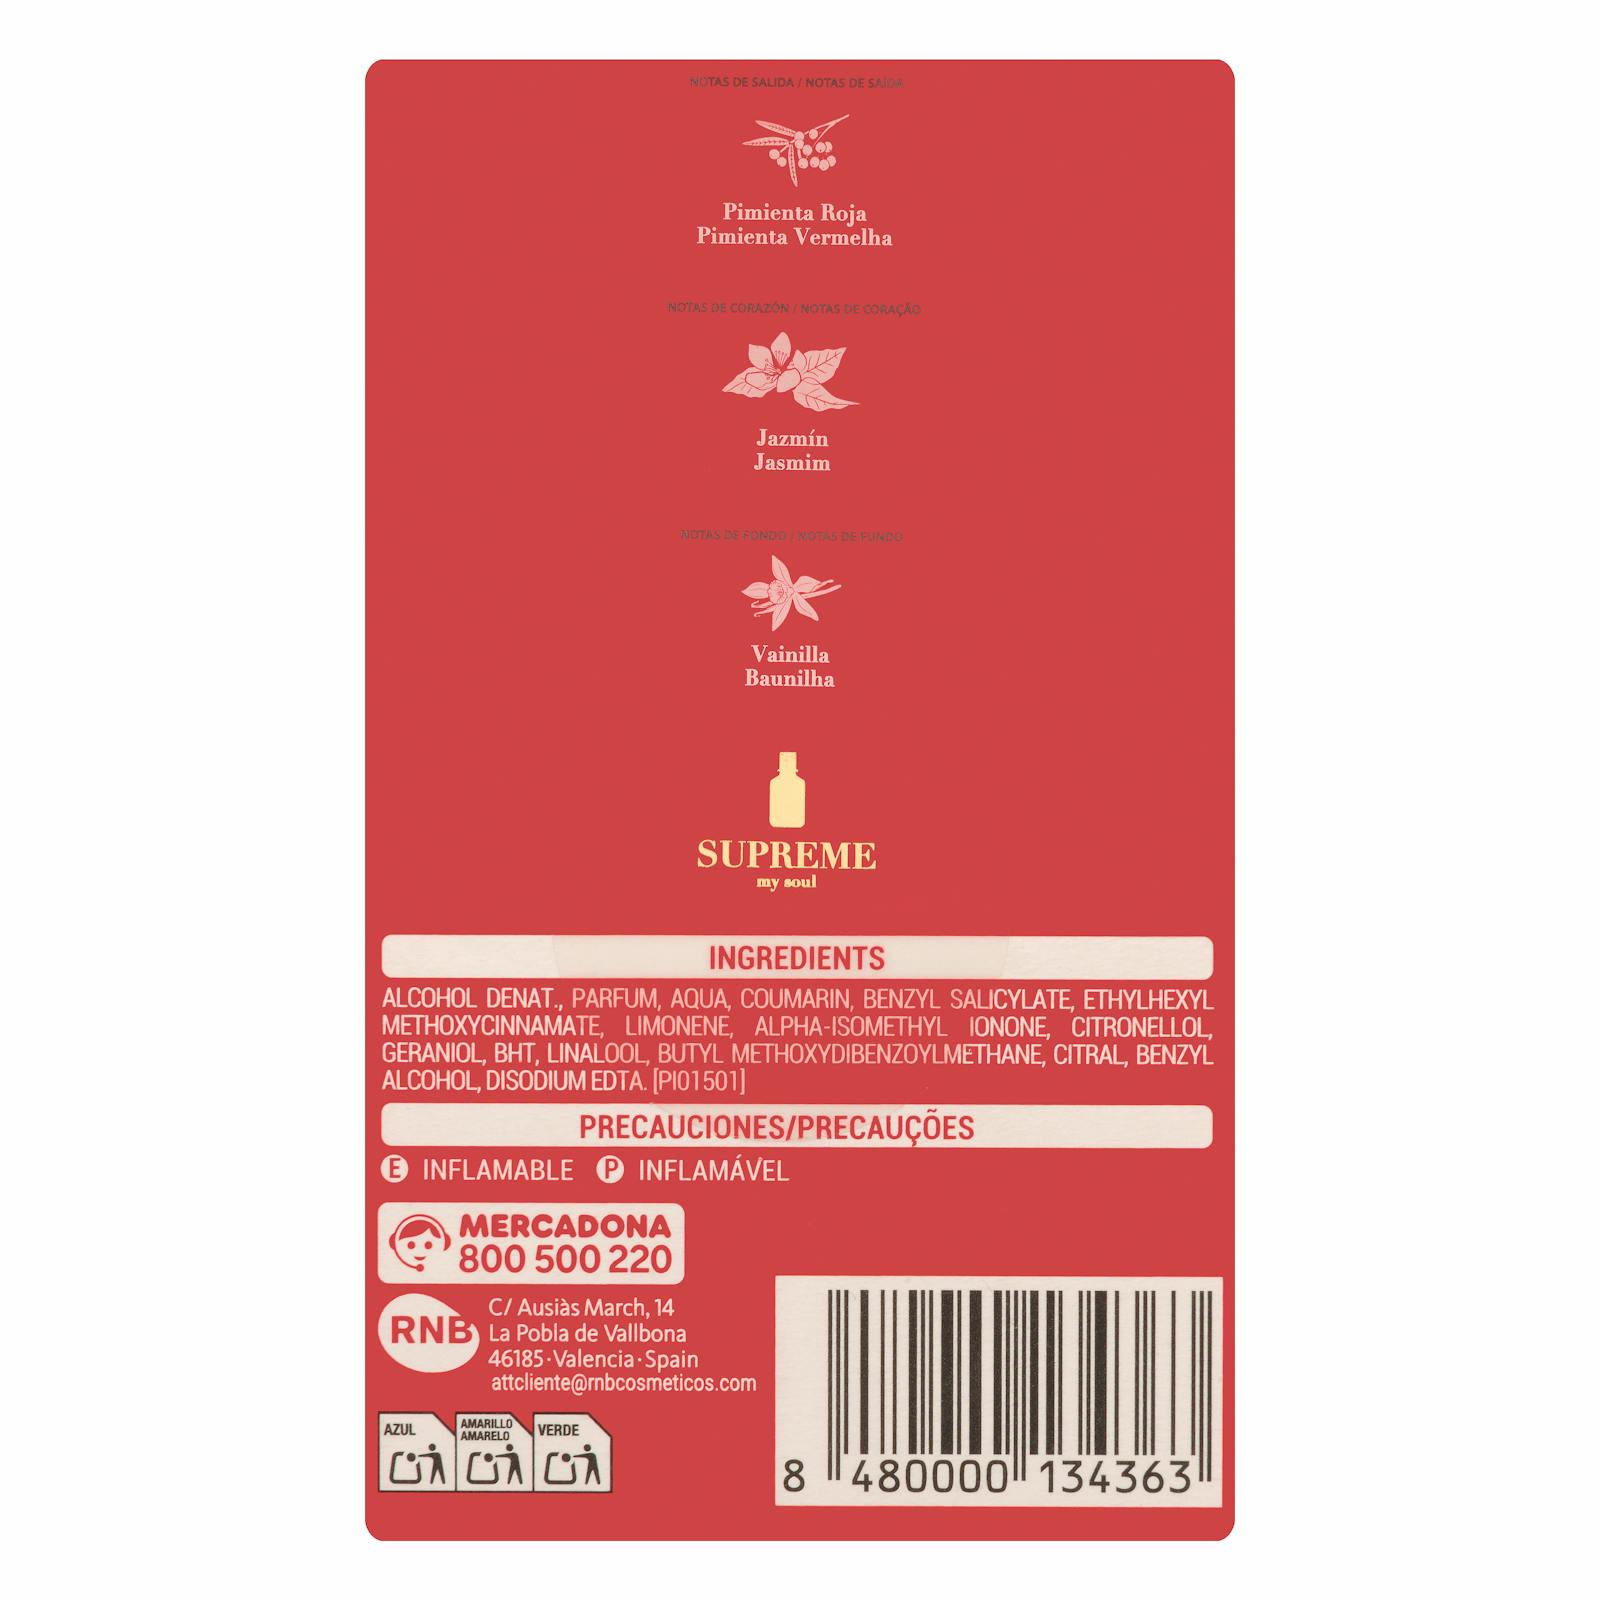 NOTAS DE SALIDA / NOTAS DE SAÍDA
Pimienta Roja
Pimienta Vermelha
NOTAS DE CORAZÓN / NOTAS DE CORAÇÃO
Jazmín
Jasmim
NOTAS DE FONDO / NOTAS DE FUNDO
Vainilla
Baunilha
SUPREME
my soul
INGREDIENTS
ALCOHOL DENAT., PARFUM, AQUA, COUMARIN, BENZYL SALICYLATE, ETHYLHEXYL
METHOXYCINNAMATE, LIMONENE, ALPHA-ISOMETHYL IONONE, CITRONELLOL,
GERANIOL, BHT, LINALOOL, BUTYL METHOXYDIBENZOYLMETHANE, CITRAL, BENZYL
ALCOHOL, DISODIUM EDTA. [PI01501]
PRECAUCIONES/PRECAUÇÕES
E INFLAMABLE P INFLAMÁVEL
MERCADONA
800 500 220
RNB
C/ Ausiàs March, 14
La Pobla de Vallbona
46185·Valencia·Spain
attcliente@rnbcosmeticos.com
AZUL
AMARILLO
AMARELO
VERDE
8 480000 134363